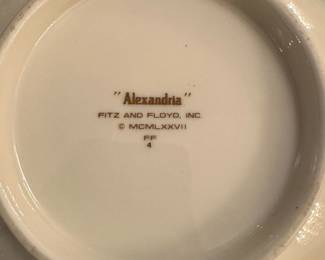 "Alexandria"
FITZ AND FLOYD, INC.
© MCMLXXVII
FF
4